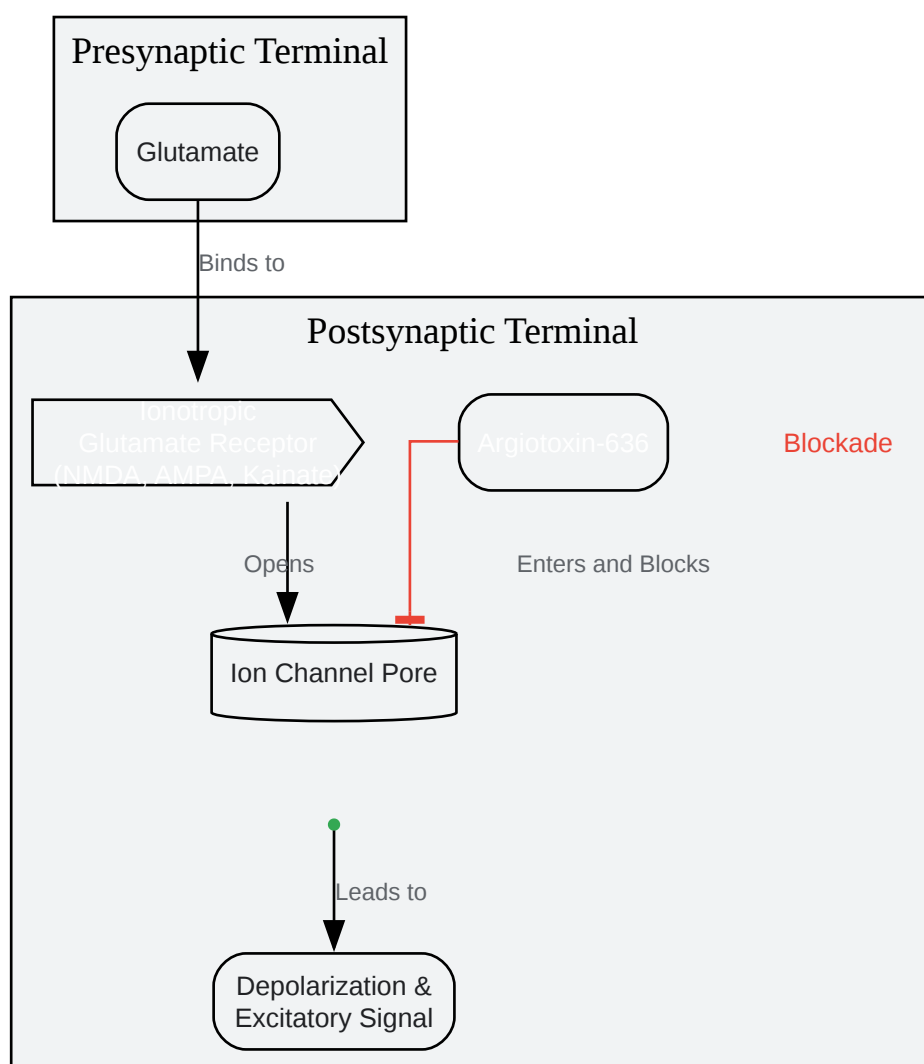 Presynaptic Terminal
Glutamate
Binds to
Postsynaptic Terminal
Ionotropic
Glutamate Receptor
(NMDA, AMPA, Kainate)
Argiotoxin-636
Blockade
Opens
Enters and Blocks
Ion Channel Pore
Leads to
Depolarization &
Excitatory Signal